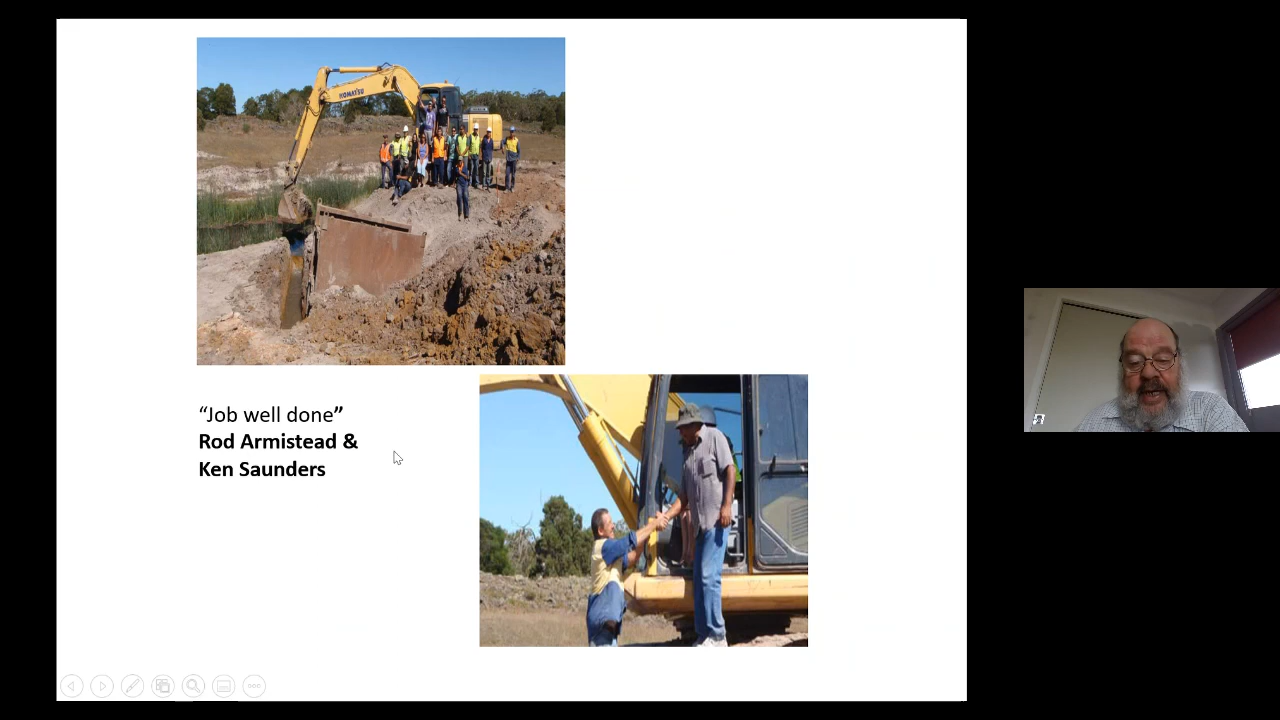 KOMATSU
“Job well done”
Rod Armistead &
Ken Saunders